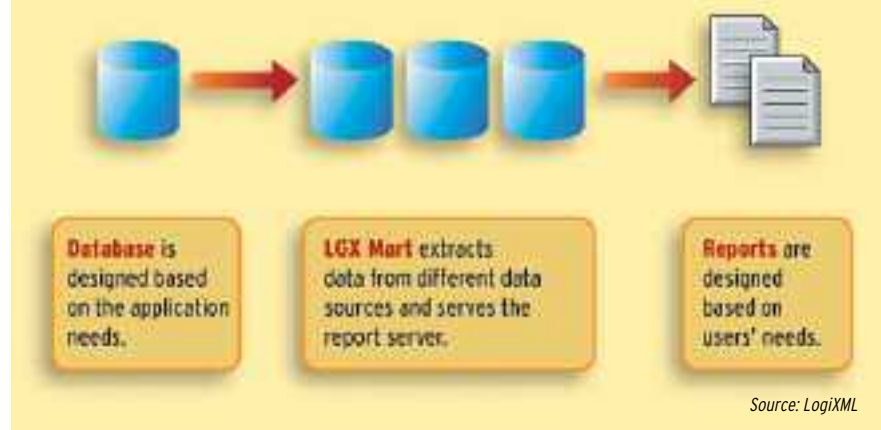 Database is
designed based
on the application
needs.
LGX Mart extracts
data from different data
sources and serves the
report server.
Reports are
designed
based on
users' needs.
Source: LogiXML